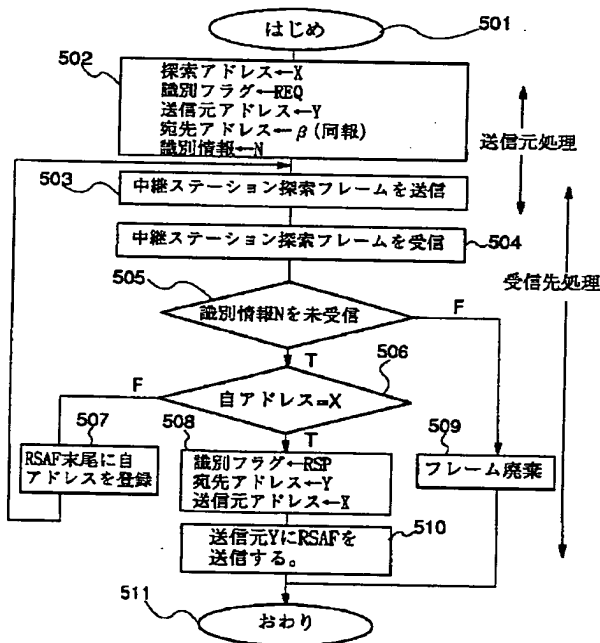 はじめ
501
502
探索アドレス←X
識別フラグ←REQ
送信元アドレス←Y
宛先アドレス←β(同報)
識別情報←N
送信元処理
503
中継ステーション探索フレームを送信
中継ステーション探索フレームを受信
504
受信先処理
505
識別情報Nを未受信
F
T
506
F
自アドレス=X
T
507
RSAF末尾に自
アドレスを登録
508
識別フラグ←RSP
宛先アドレス←Y
送信元アドレス←X
509
フレーム廃棄
送信元YにRSAFを
送信する。
510
511
おわり